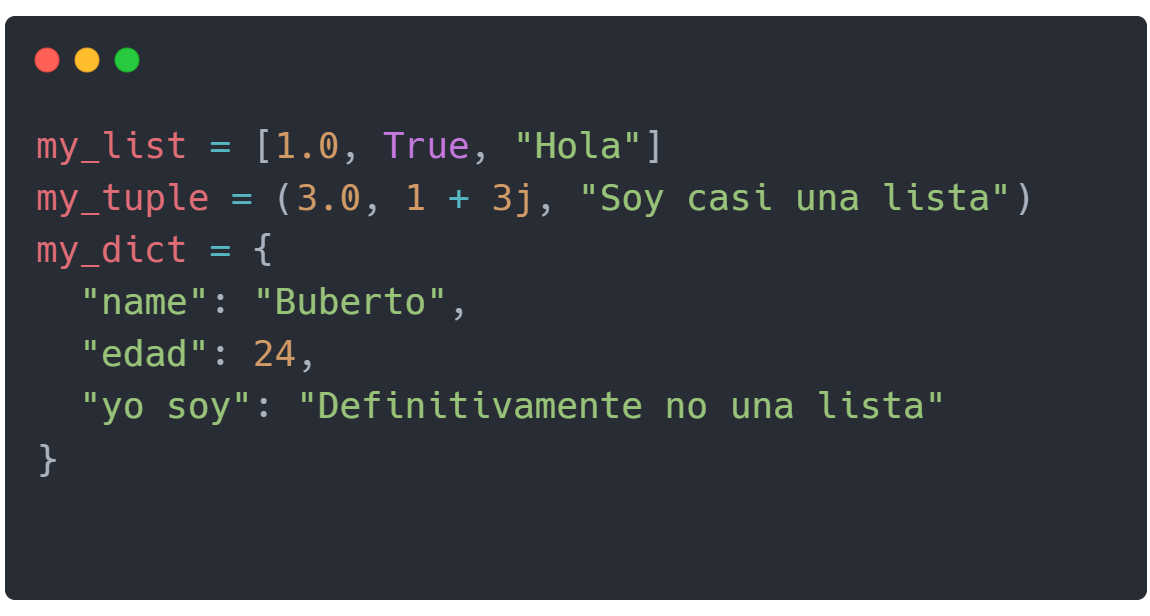 my_list = [1.0, True, "Hola"]
my_tuple = (3.0, 1 + 3j, "Soy casi una lista")
my_dict = {
  "name": "Buberto",
  "edad": 24,
  "yo soy": "Definitivamente no una lista"
}